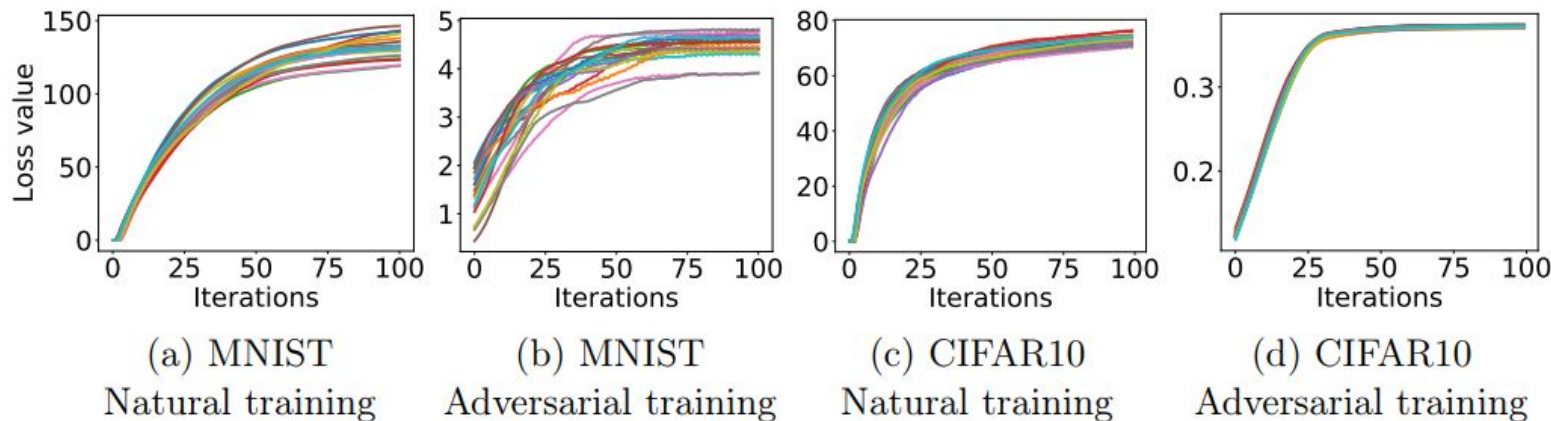 Loss value
150
100
50
0
0 25 50 75 100
Iterations
5
4
3
2
1
0 25 50 75 100
Iterations
80
60
40
20
0
0 25 50 75 100
Iterations
0.3
0.2
0 25 50 75 100
Iterations
(a) MNIST
Natural training
(b) MNIST
Adversarial training
(c) CIFAR10
Natural training
(d) CIFAR10
Adversarial training